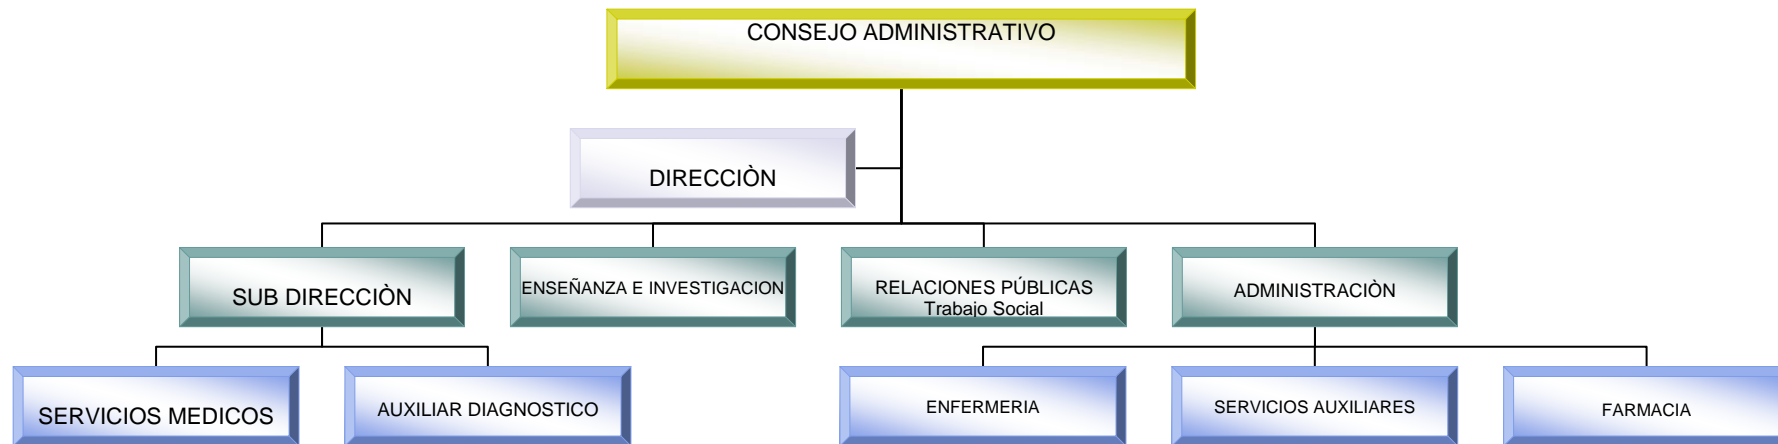 CONSEJO ADMINISTRATIVO
DIRECCIÒN
SUB DIRECCIÒN
ENSEÑANZA E INVESTIGACION
RELACIONES PÚBLICAS
Trabajo Social
ADMINISTRACIÒN
SERVICIOS MEDICOS
AUXILIAR DIAGNOSTICO
ENFERMERIA
SERVICIOS AUXILIARES
FARMACIA